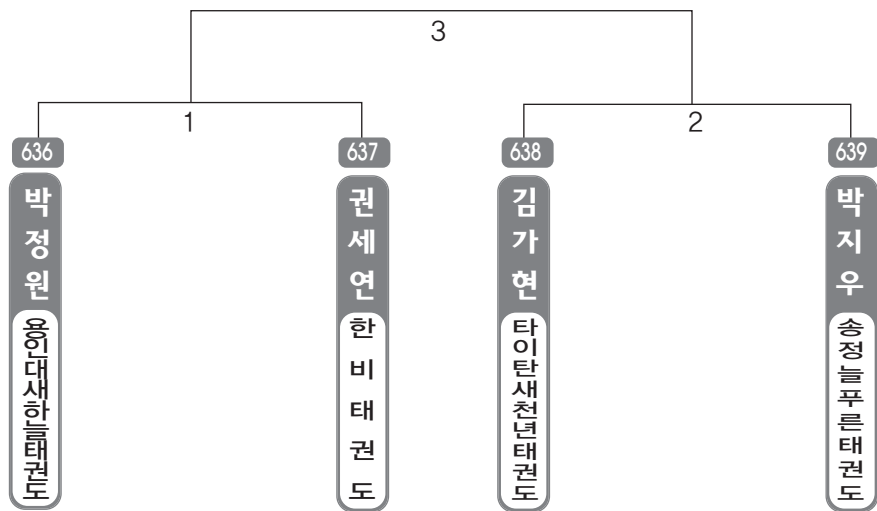 3
1
2
636
637
638
639
박정원
권세연
김가현
박지우
용인대새하늘태권도
한비태권도
타이탄새천년태권도
송정늘푸른태권도